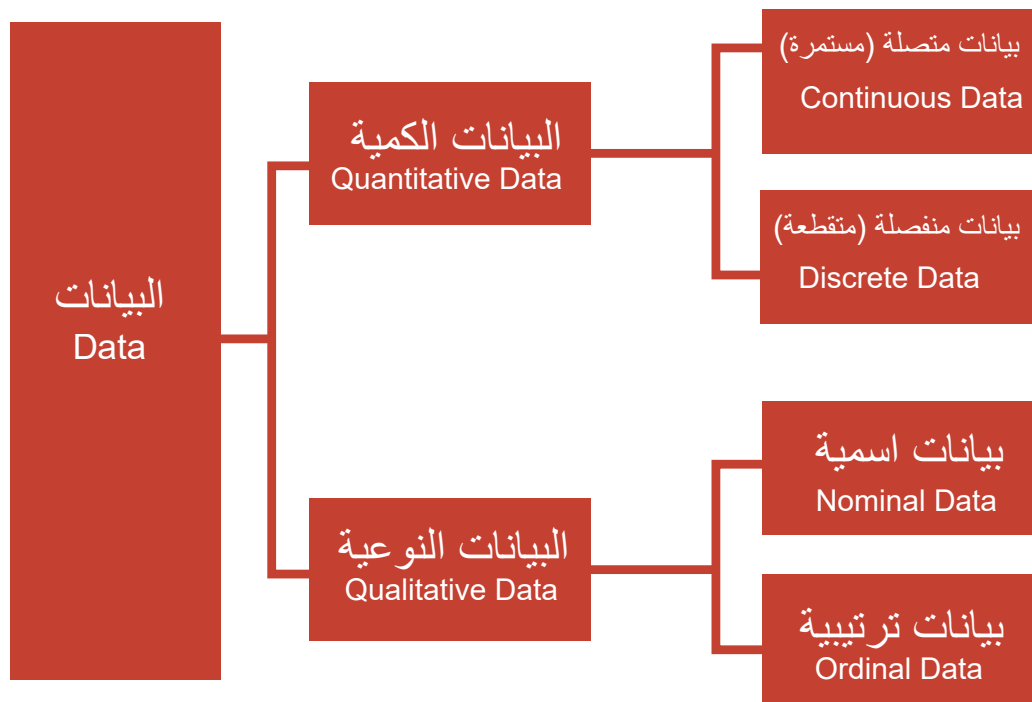 البيانات
Data
البيانات الكمية
Quantitative Data
بيانات متصلة (مستمرة)
Continuous Data
بيانات منفصلة (متقطعة)
Discrete Data
البيانات النوعية
Qualitative Data
بيانات اسمية
Nominal Data
بيانات ترتيبية
Ordinal Data